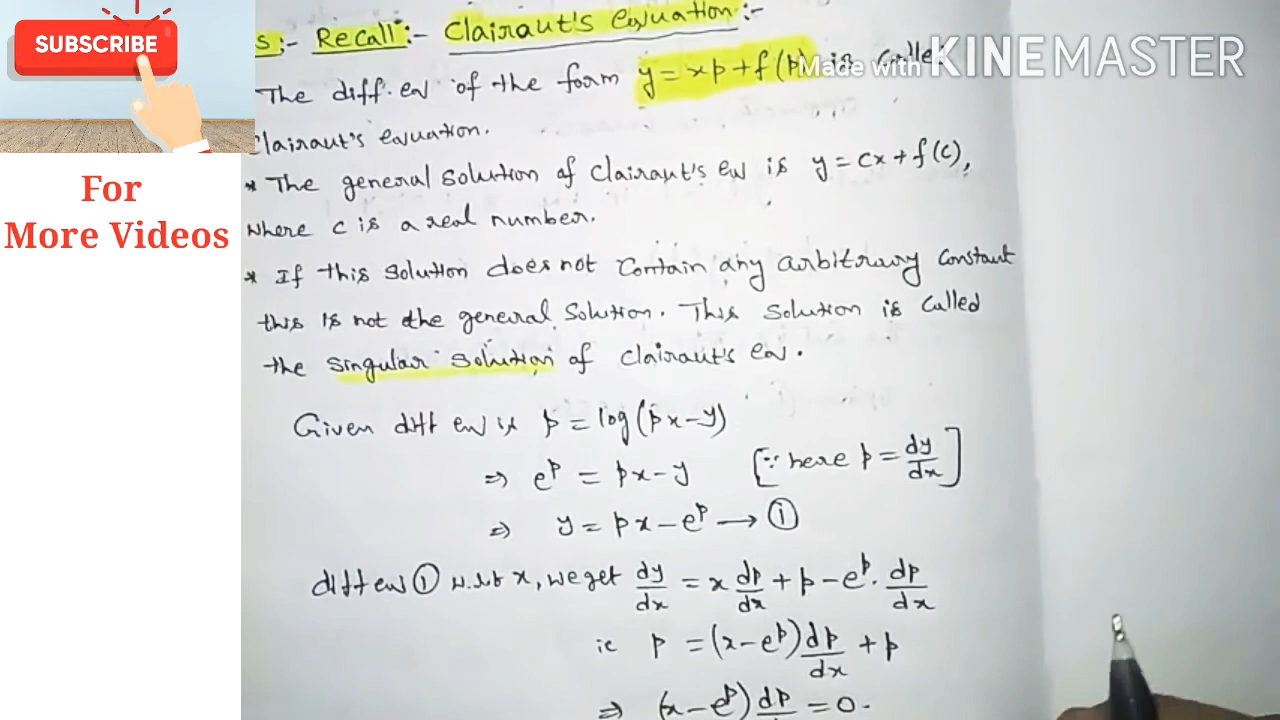 SUBSCRIBE
For
More Videos
Made with KINEMASTER
s:- Recall:- Clairaut's equation:-
The diff. eq of the form y = xp + f(p) is called
Clairaut's equation.
* The general solution of Clairaut's eq is y = cx + f(c),
where c is a real number.
* If this solution does not contain any arbitrary constant
this is not the general solution. This solution is called
the singular solution of Clairaut's eq.
Given diff eq is p = log(px-y)
⇒ e^p = px - y [∵ here p = dy/dx]
⇒ y = px - e^p → ①
diff eq ① w.r.t x, we get dy/dx = x dp/dx + p - e^p . dp/dx
ie p = (x - e^p) dp/dx + p
⇒ (x - e^p) dp/dx = 0.